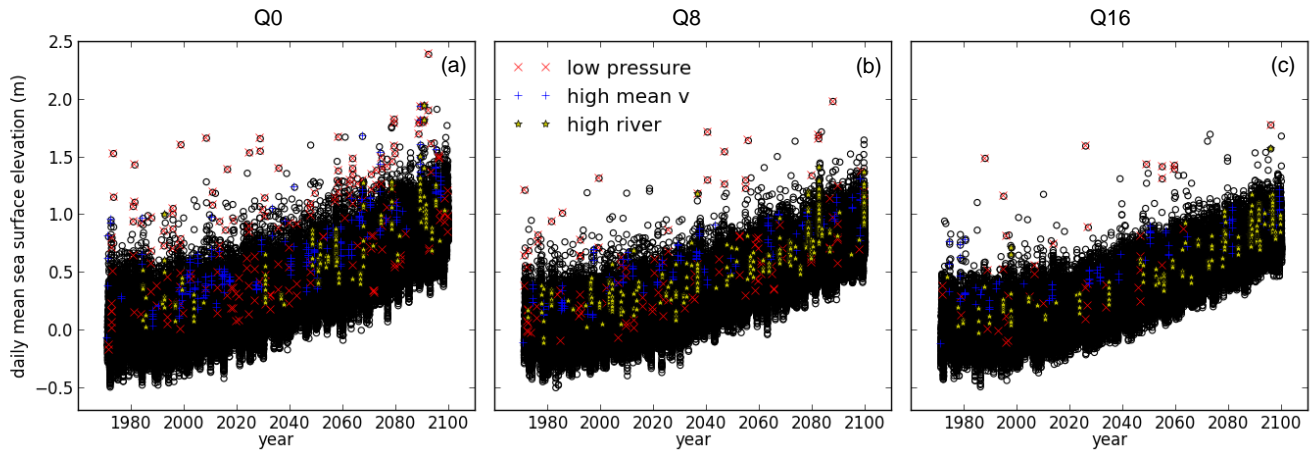 Q0 Q8 Q16
2.5
2.0
1.5
1.0
0.5
0.0
−0.5
daily mean sea surface elevation (m)
(a) (b) (c)
low pressure
high mean v
high river
1980 2000 2020 2040 2060 2080 2100 1980 2000 2020 2040 2060 2080 2100 1980 2000 2020 2040 2060 2080 2100
year year year